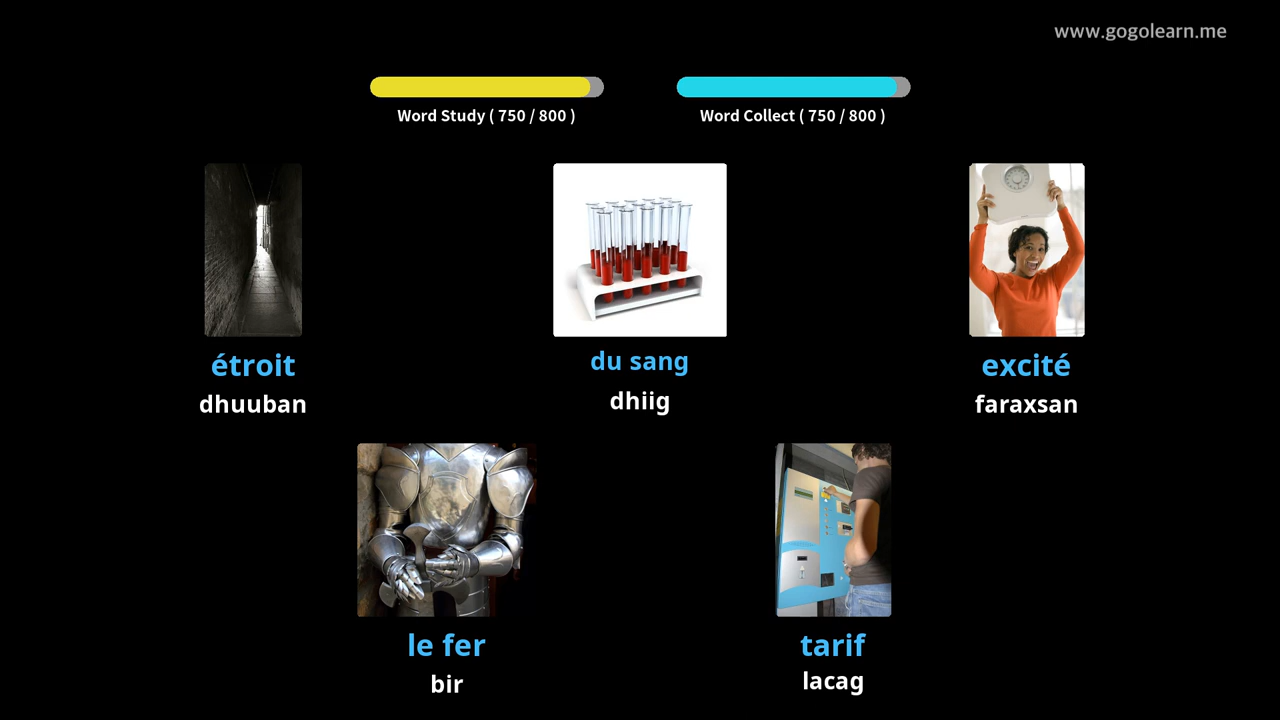 www.gogolearn.me
Word Study ( 750 / 800 )
Word Collect ( 750 / 800 )
étroit
dhuuban
du sang
dhiig
excité
faraxsan
le fer
bir
tarif
lacag